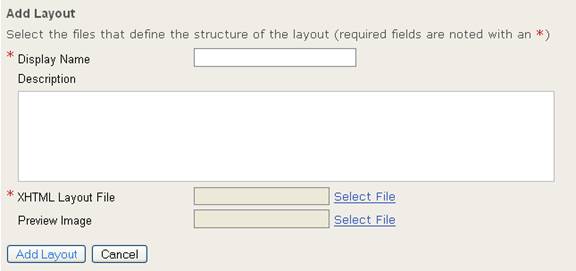 Add Layout
Select the files that define the structure of the layout (required fields are noted with an *)
* Display Name
Description
* XHTML Layout File Select File
Preview Image Select File
Add Layout Cancel